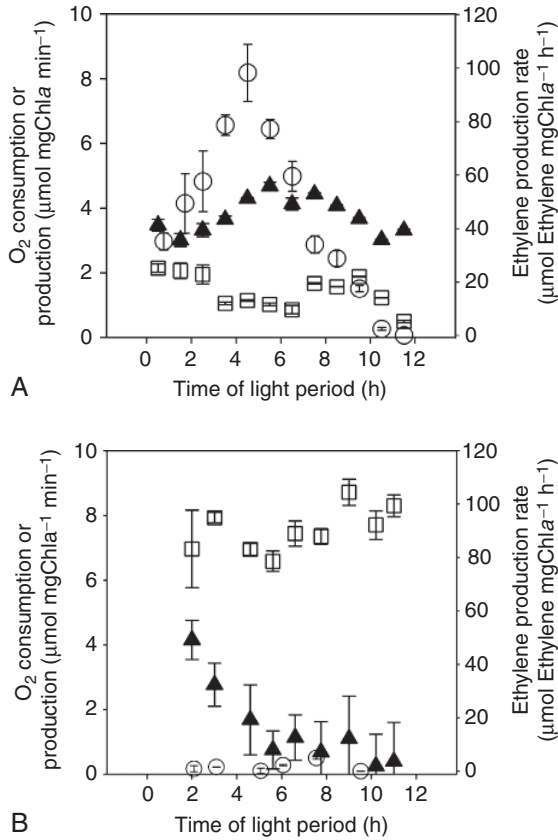 10
8
6
4
2
0
O₂ consumption or
production (μmol mgChla min⁻¹)
120
100
80
60
40
20
0
Ethylene production rate
(μmol Ethylene mgChla⁻¹ h⁻¹)
0 2 4 6 8 10 12
Time of light period (h)
A
10
8
6
4
2
0
O₂ consumption or
production (μmol mgChla⁻¹ min⁻¹)
120
100
80
60
40
20
0
Ethylene production rate
(μmol Ethylene mgChla⁻¹ h⁻¹)
0 2 4 6 8 10 12
Time of light period (h)
B